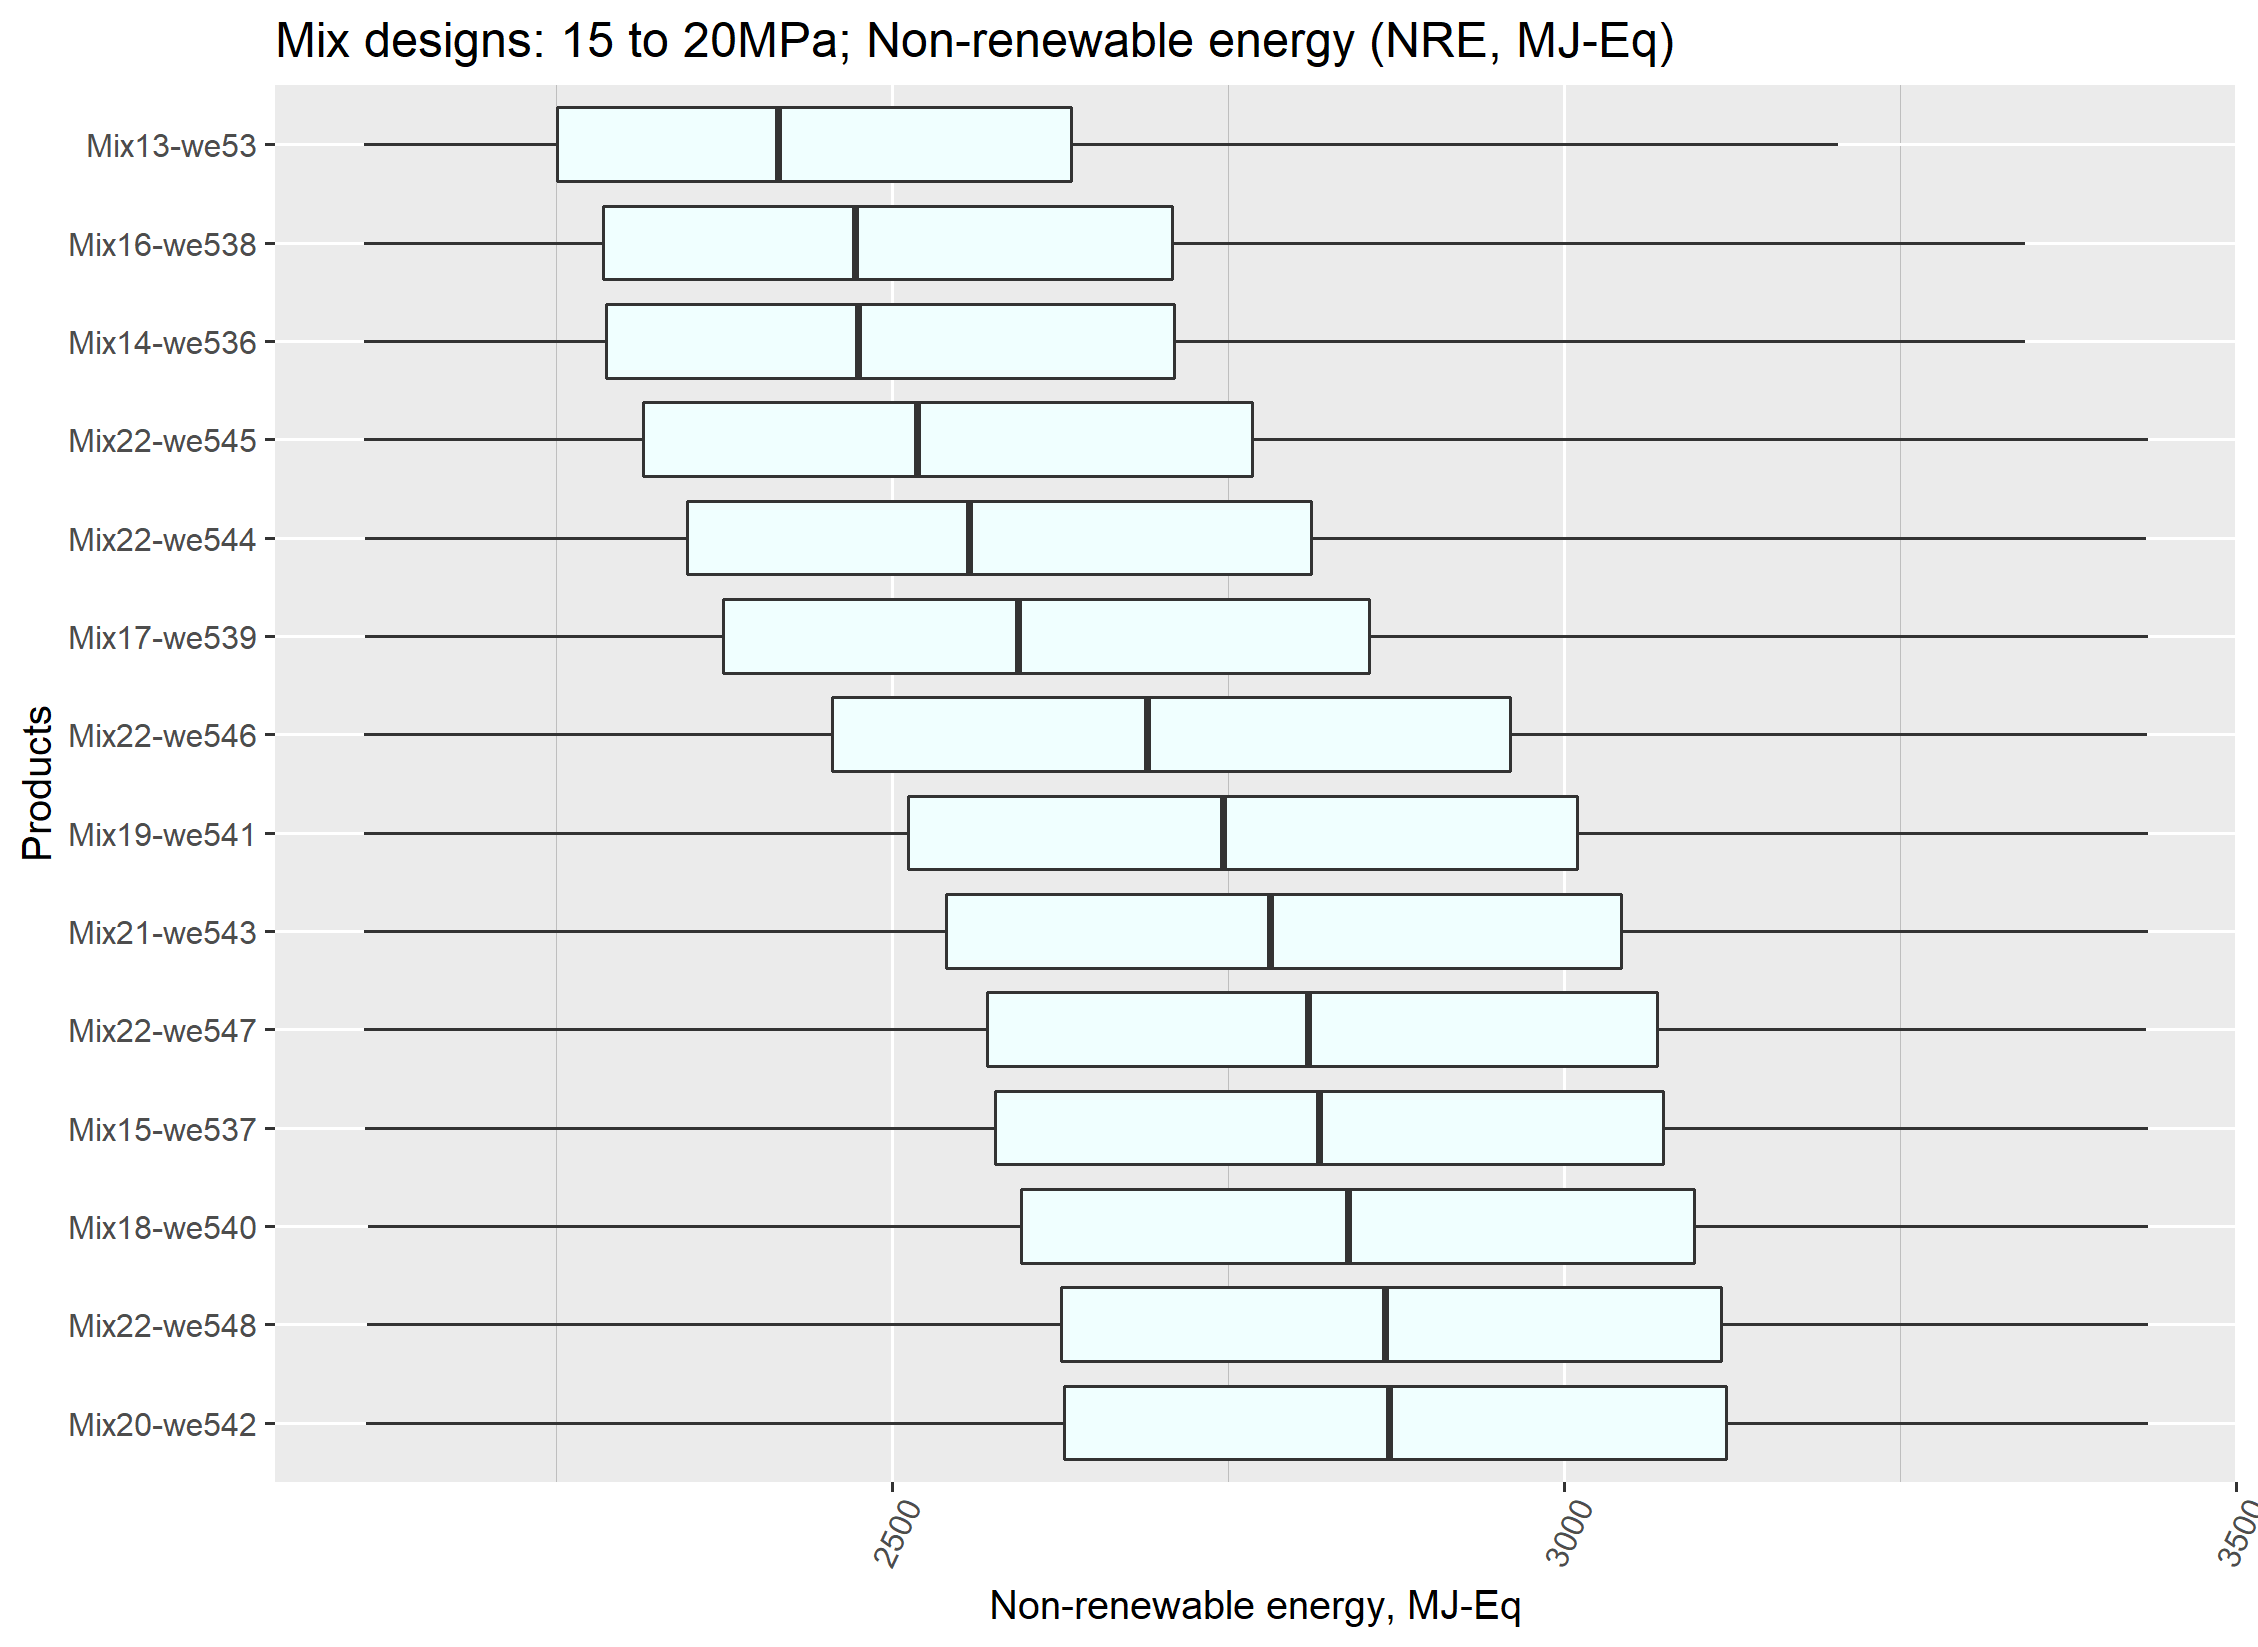 Mix designs: 15 to 20MPa; Non-renewable energy (NRE, MJ-Eq)
Products
Mix13-we53
Mix16-we538
Mix14-we536
Mix22-we545
Mix22-we544
Mix17-we539
Mix22-we546
Mix19-we541
Mix21-we543
Mix22-we547
Mix15-we537
Mix18-we540
Mix22-we548
Mix20-we542
2500
3000
3500
Non-renewable energy, MJ-Eq